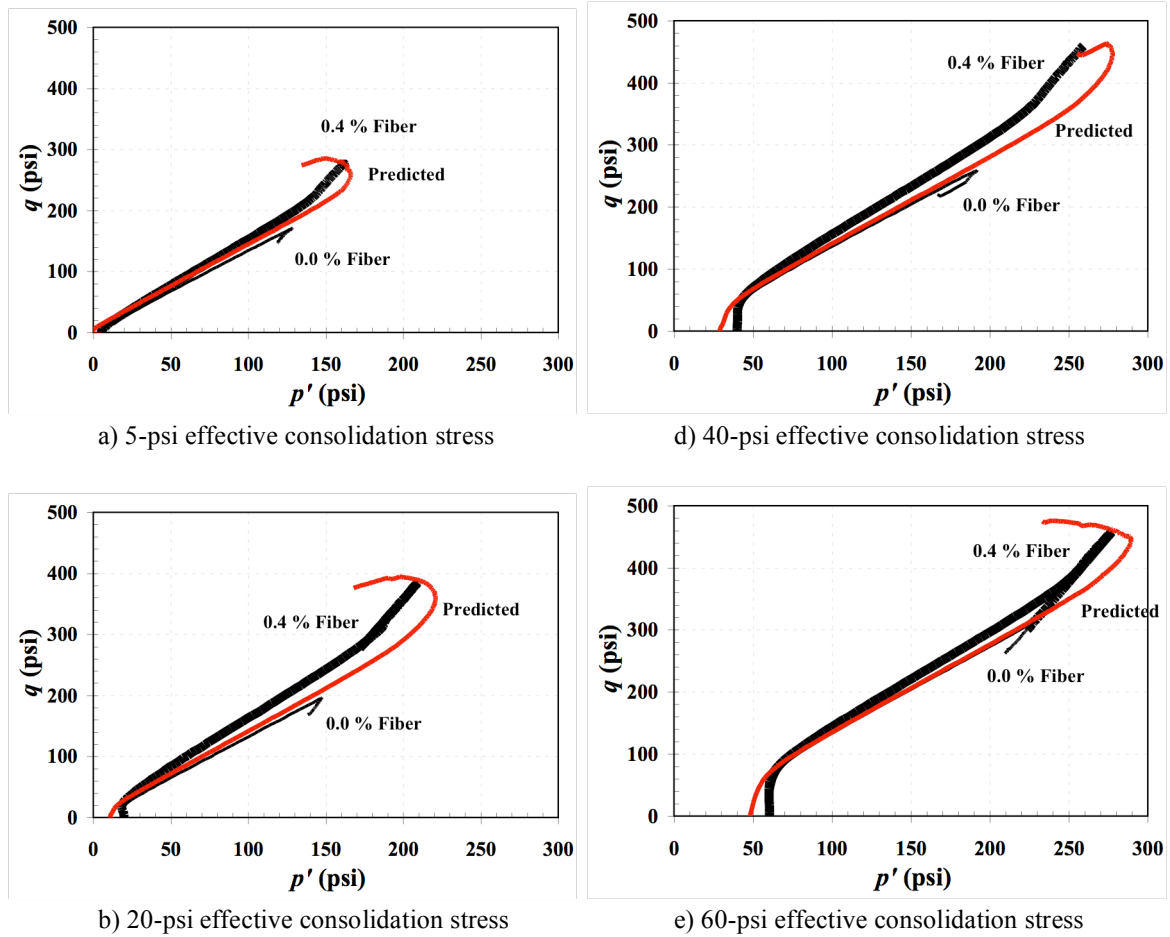 500
400
300
200
100
0
q (psi)
0.4 % Fiber
Predicted
0.0 % Fiber
0 50 100 150 200 250 300
p' (psi)
a) 5-psi effective consolidation stress
500
400
300
200
100
0
q (psi)
0.4 % Fiber
Predicted
0.0 % Fiber
0 50 100 150 200 250 300
p' (psi)
d) 40-psi effective consolidation stress
500
400
300
200
100
0
q (psi)
Predicted
0.4 % Fiber
0.0 % Fiber
0 50 100 150 200 250 300
p' (psi)
b) 20-psi effective consolidation stress
500
400
300
200
100
0
q (psi)
0.4 % Fiber
Predicted
0.0 % Fiber
0 50 100 150 200 250 300
p' (psi)
e) 60-psi effective consolidation stress